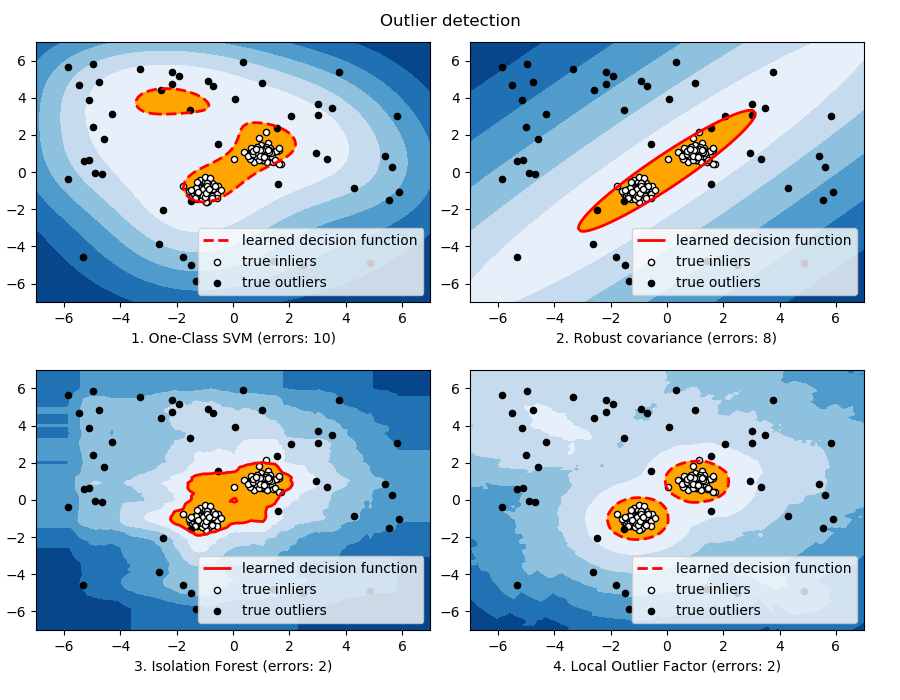 Outlier detection
6
4
2
0
−2
−4
−6
learned decision function
true inliers
true outliers
−6 −4 −2 0 2 4 6
1. One-Class SVM (errors: 10)
6
4
2
0
−2
−4
−6
learned decision function
true inliers
true outliers
−6 −4 −2 0 2 4 6
2. Robust covariance (errors: 8)
6
4
2
0
−2
−4
−6
learned decision function
true inliers
true outliers
−6 −4 −2 0 2 4 6
3. Isolation Forest (errors: 2)
6
4
2
0
−2
−4
−6
learned decision function
true inliers
true outliers
−6 −4 −2 0 2 4 6
4. Local Outlier Factor (errors: 2)